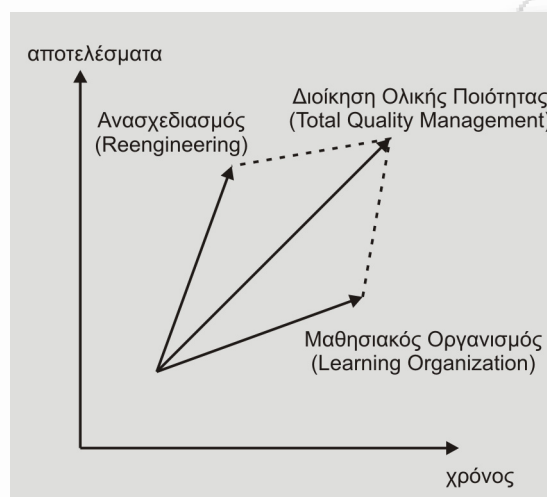 αποτελέσματα
Ανασχεδιασμός
(Reengineering)
Διοίκηση Ολικής Ποιότητας
(Total Quality Management)
Μαθησιακός Οργανισμός
(Learning Organization)
χρόνος